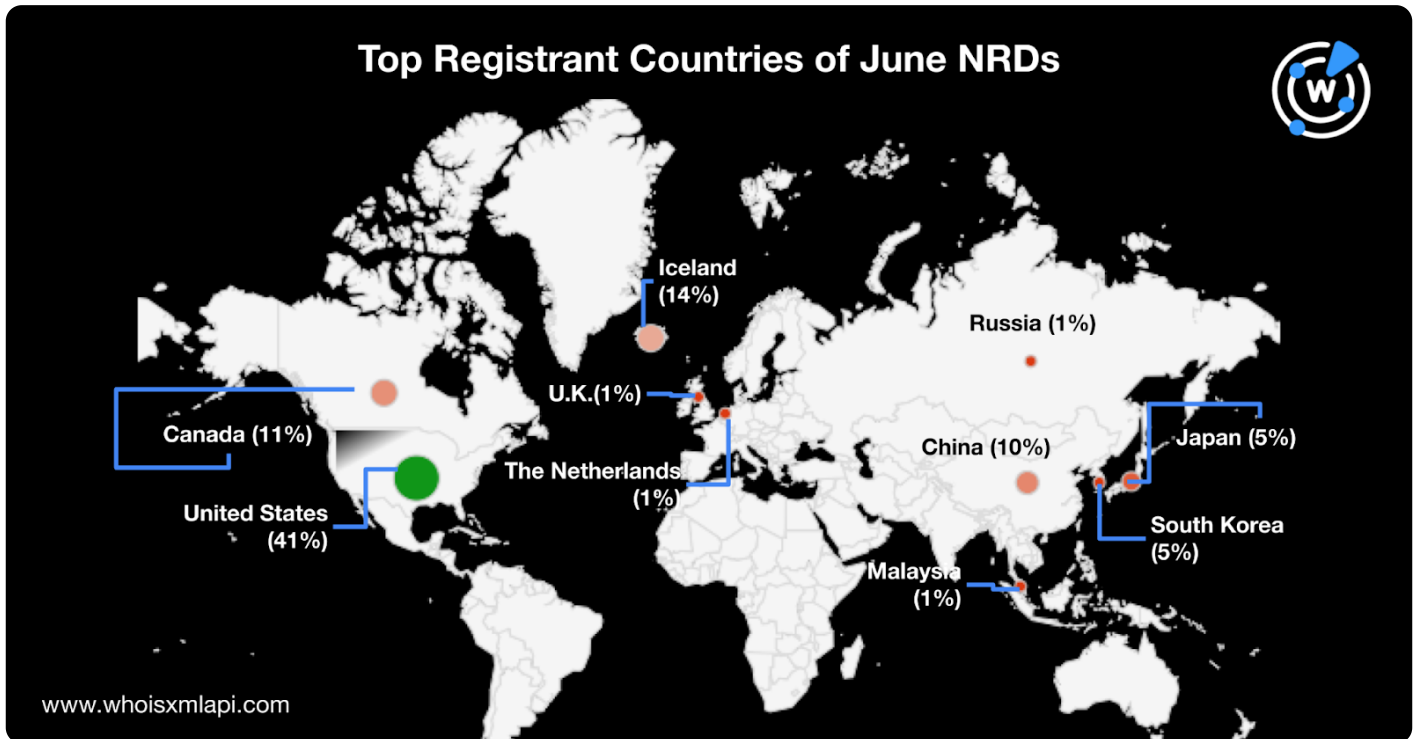 Top Registrant Countries of June NRDs
W
Iceland
(14%)
Russia (1%)
U.K.(1%)
Canada (11%)
China (10%)
Japan (5%)
The Netherlands
(1%)
United States
(41%)
South Korea
(5%)
Malaysia
(1%)
www.whoisxmlapi.com